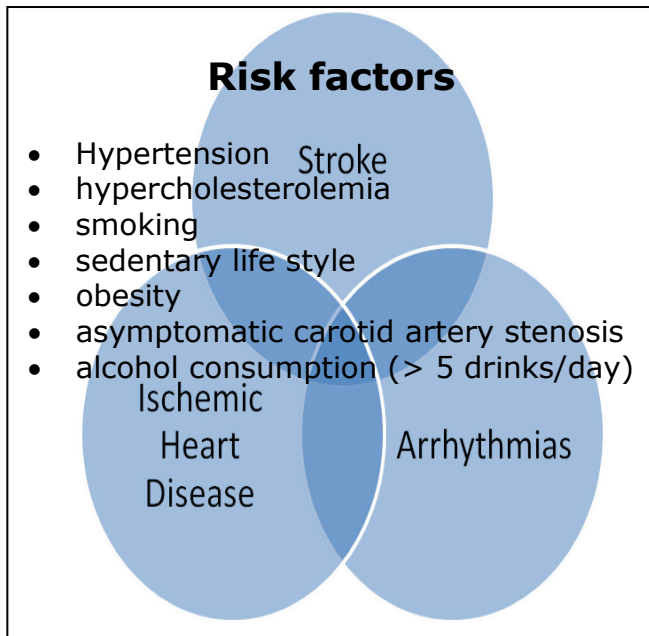 Risk factors
• Hypertension
Stroke
• hypercholesterolemia
• smoking
• sedentary life style
• obesity
• asymptomatic carotid artery stenosis
• alcohol consumption (> 5 drinks/day)
Ischemic
Heart
Disease
Arrhythmias